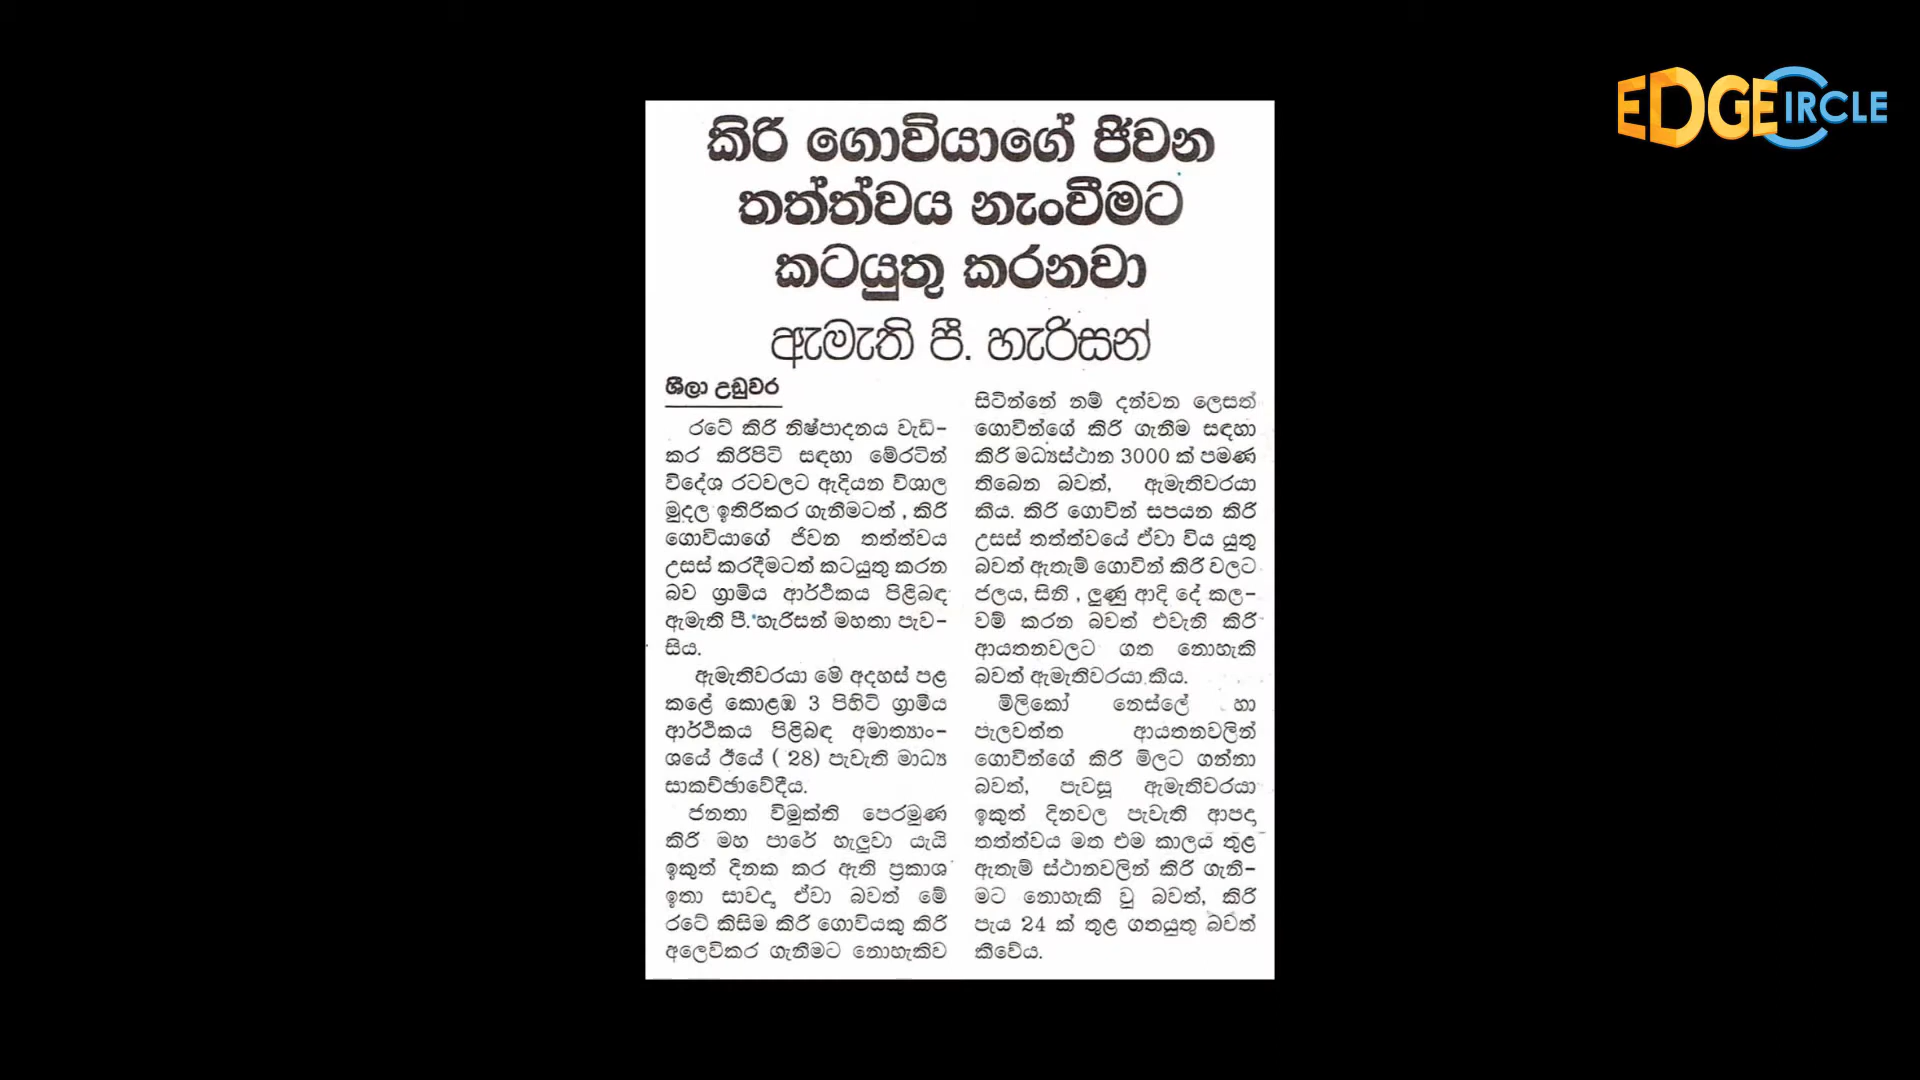 කිරි ගොවියාගේ ජීවන
තත්ත්වය නැංවීමට
කටයුතු කරනවා
ඇමැති පී. හැරිසන්
ශීලා උඩුවර
රටේ කිරි නිෂ්පාදනය වැඩි-
කර කිරිපිටි සඳහා මේරටින්
විදේශ රටවලට ඇදියන විශාල
මුදල ඉතිරිකර ගැනීමටත් , කිරි
ගොවියාගේ ජීවන තත්ත්වය
උසස් කරදීමටත් කටයුතු කරන
බව ග්‍රාමීය ආර්ථිකය පිළිබඳ
ඇමැති පී. හැරිසන් මහතා පැව-
සීය.
ඇමැතිවරයා මේ අදහස් පළ
කළේ කොළඹ 3 පිහිටි ග්‍රාමීය
ආර්ථිකය පිළිබඳ අමාත්‍යාං-
ශයේ ඊයේ ( 28) පැවැති මාධ්‍ය
සාකච්ඡාවේදීය.
ජනතා විමුක්ති පෙරමුණ
කිරි මහ පාරේ හැලුවා යැයි
ඉකුත් දිනක කර ඇති ප්‍රකාශ
ඉතා සාවද්‍ය ඒවා බවත් මේ
රටේ කිසිම කිරි ගොවියකු කිරි
අලෙවිකර ගැනීමට නොහැකිව
සිටින්නේ නම් දන්වන ලෙසත්
ගොවීන්ගේ කිරි ගැනීම සඳහා
කිරි මධ්‍යස්ථාන 3000 ක් පමණ
තිබෙන බවත්, ඇමැතිවරයා
කීය. කිරි ගොවීන් සපයන කිරි
උසස් තත්ත්වයේ ඒවා විය යුතු
බවත් ඇතැම් ගොවීන් කිරි වලට
ජලය, සිනි , ලුණු ආදි දේ කල-
වම් කරන බවත් එවැනි කිරි
ආයතනවලට ගත නොහැකි
බවත් ඇමැතිවරයා කීය.
මිලිකෝ නෙස්ලේ හා
පැලවත්ත ආයතනවලින්
ගොවීන්ගේ කිරි මිලට ගන්නා
බවත්, පැවසූ ඇමැතිවරයා
ඉකුත් දිනවල පැවැති ආපදා
තත්ත්වය මත එම කාලය තුළ
ඇතැම් ස්ථානවලින් කිරි ගැනී-
මට නොහැකි වු බවත්, කිරි
පැය 24 ක් තුළ ගතයුතු බවත්
කීවේය.
EDGE CIRCLE